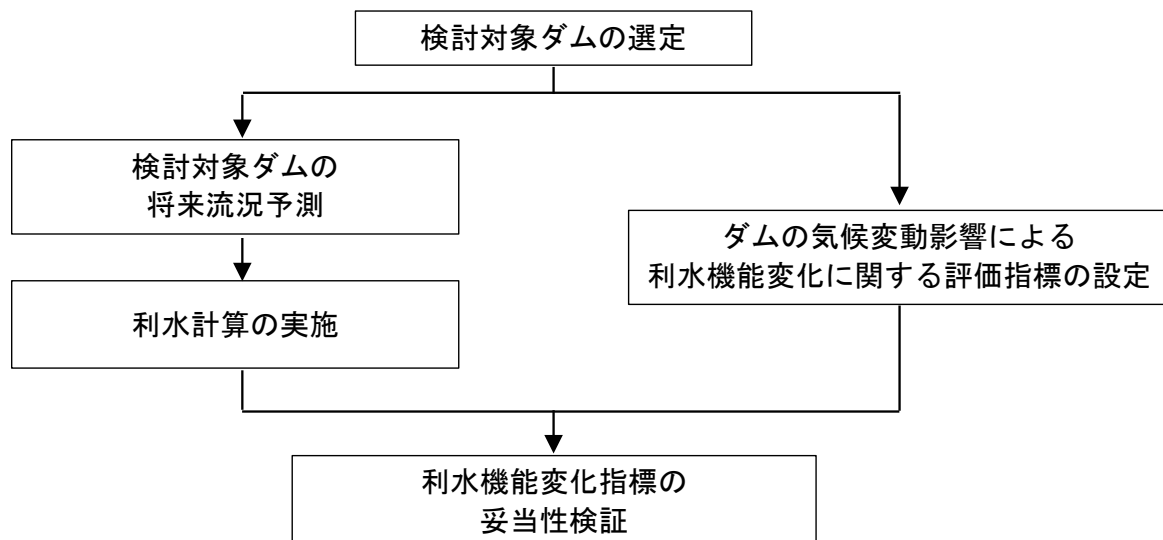 検討対象ダムの選定
検討対象ダムの
将来流況予測
利水計算の実施
ダムの気候変動影響による
利水機能変化に関する評価指標の設定
利水機能変化指標の
妥当性検証